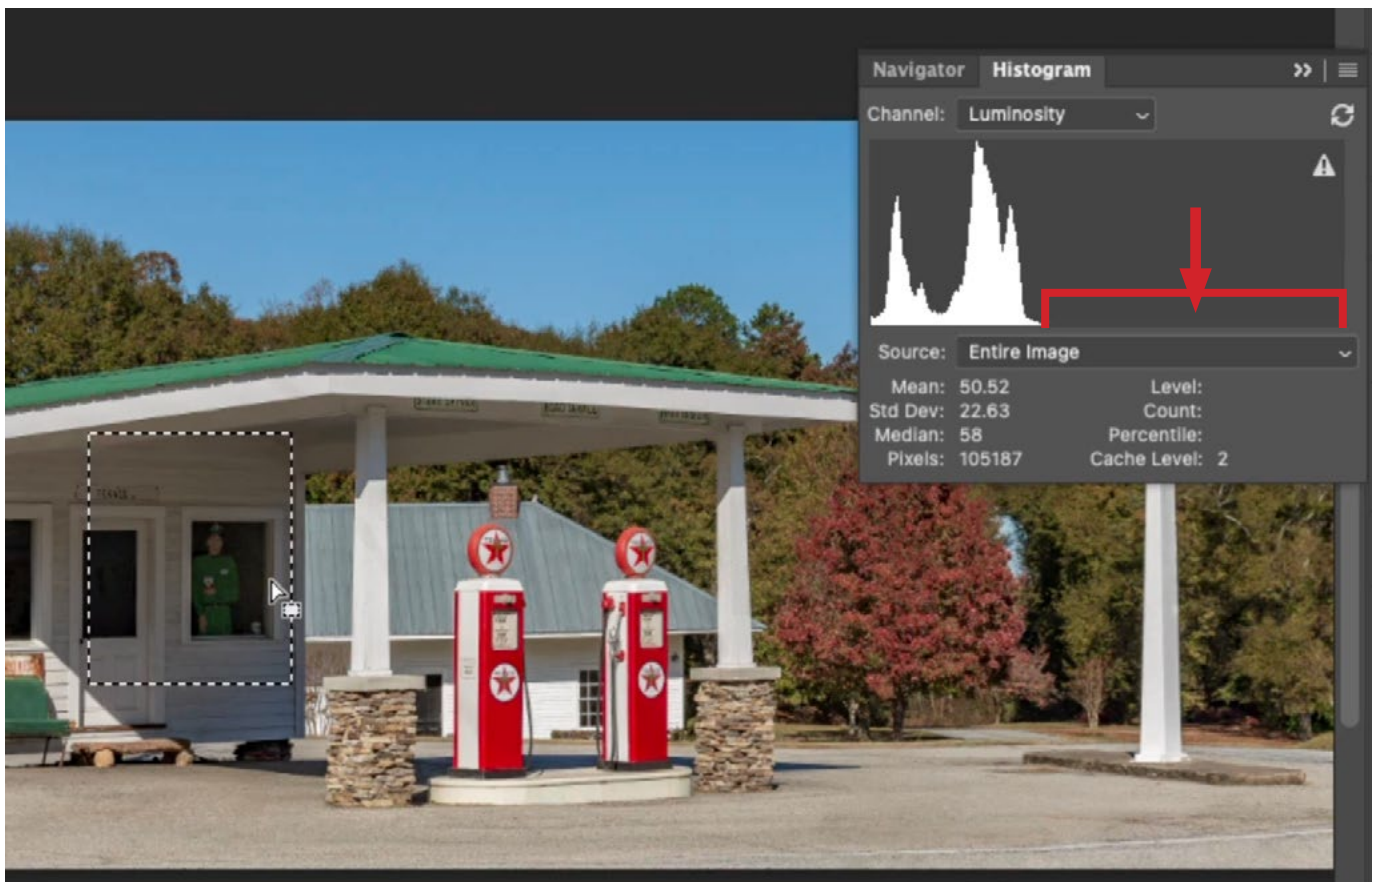 Navigator Histogram
Channel: Luminosity
Source: Entire Image
Mean: 50.52 Level:
Std Dev: 22.63 Count:
Median: 58 Percentile:
Pixels: 105187 Cache Level: 2